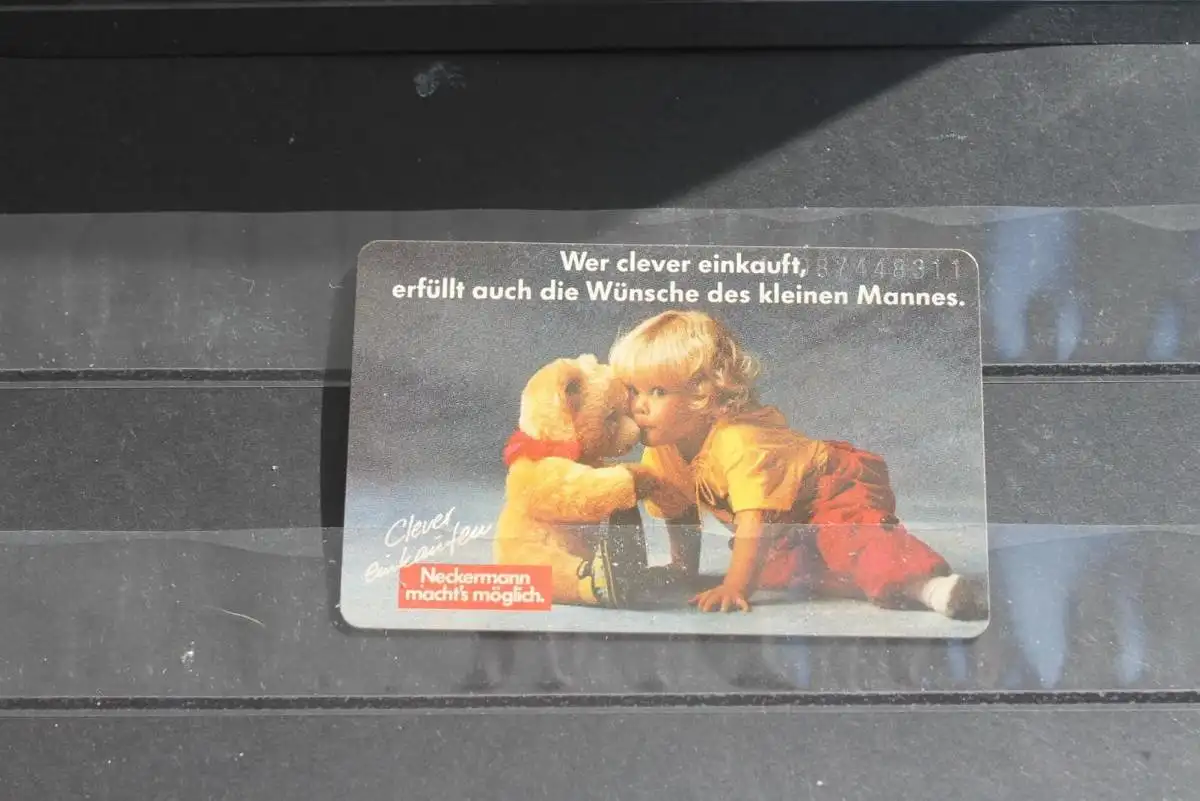 Wer clever einkauft,
87448311
erfüllt auch die Wünsche des kleinen Mannes.
Clever
einkaufen
Neckermann
macht's möglich.